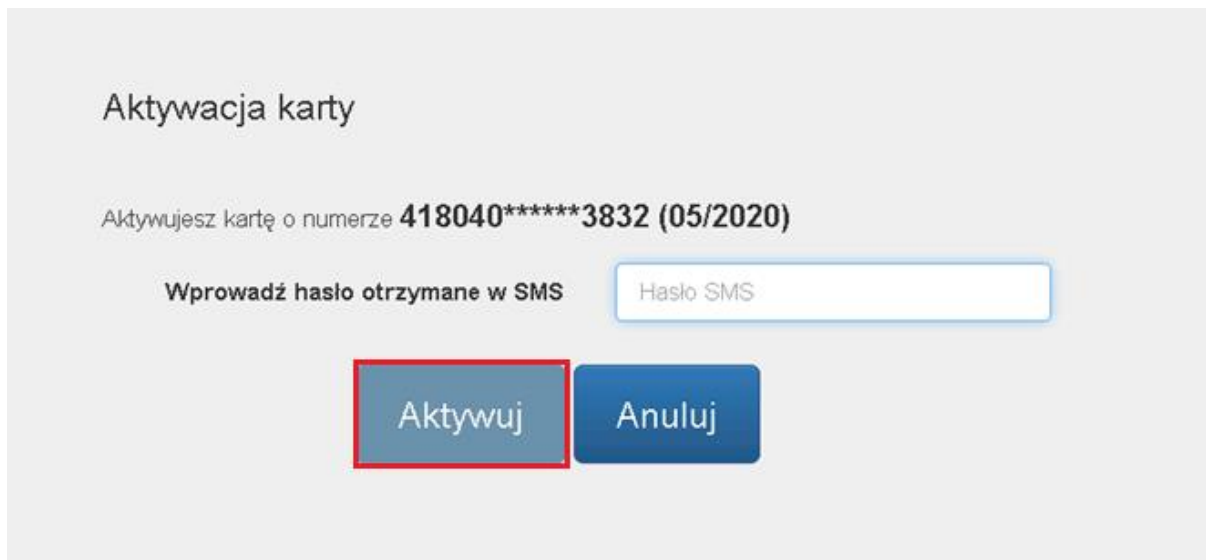 Aktywacja karty
Aktywujesz kartę o numerze 418040******3832 (05/2020)
Wprowadź hasło otrzymane w SMS Hasło SMS
Aktywuj Anuluj